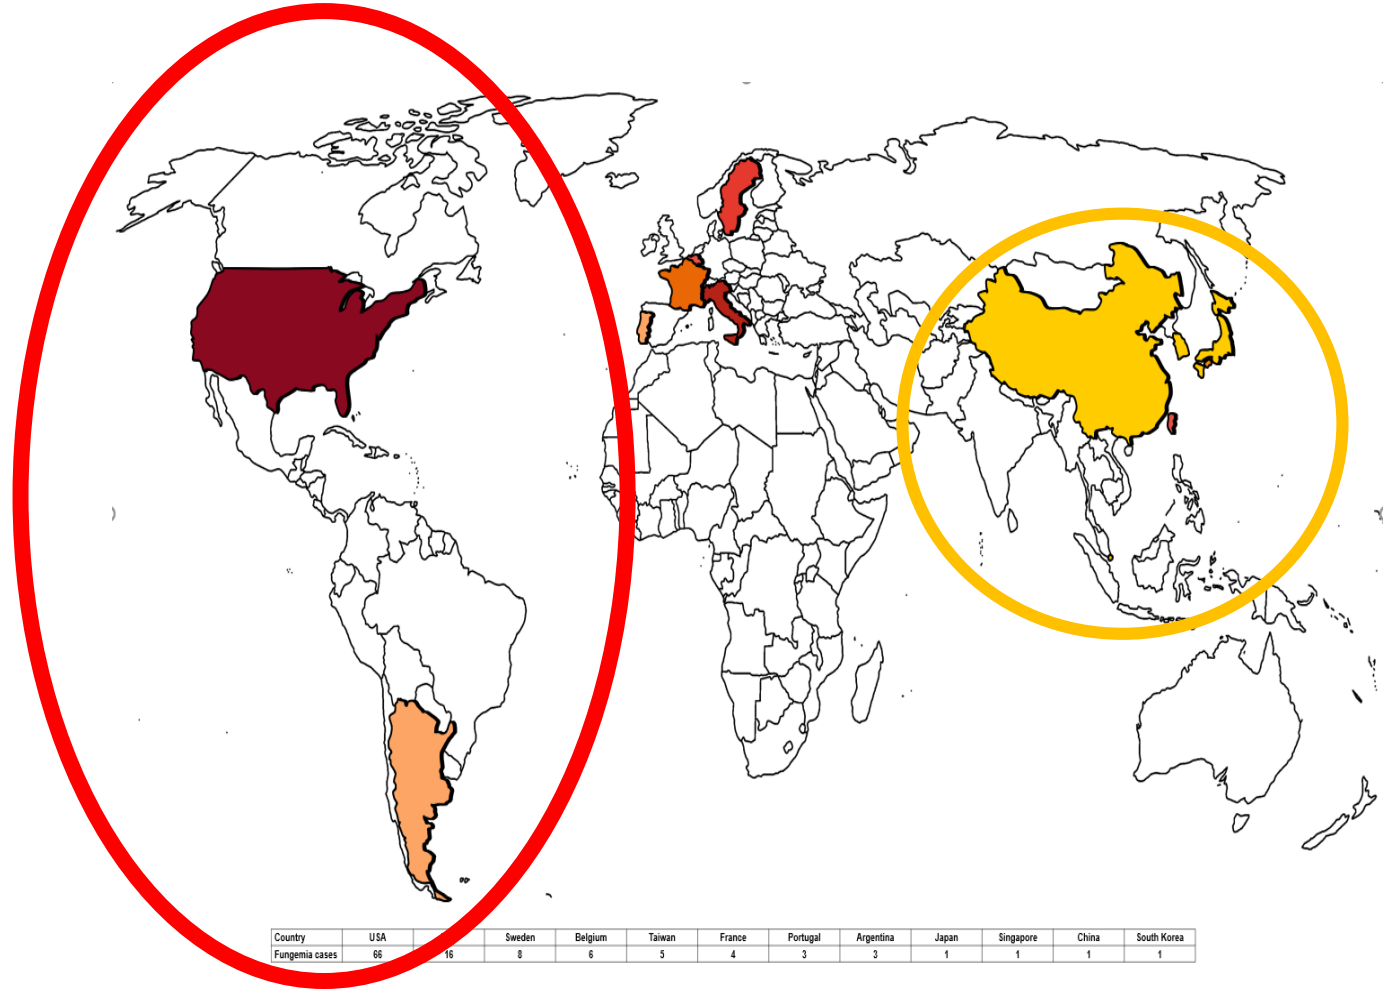 Country USA Sweden Belgium Taiwan France Portugal Argentina Japan Singapore China South Korea
Fungemia cases 66 16 8 6 5 4 3 3 1 1 1 1